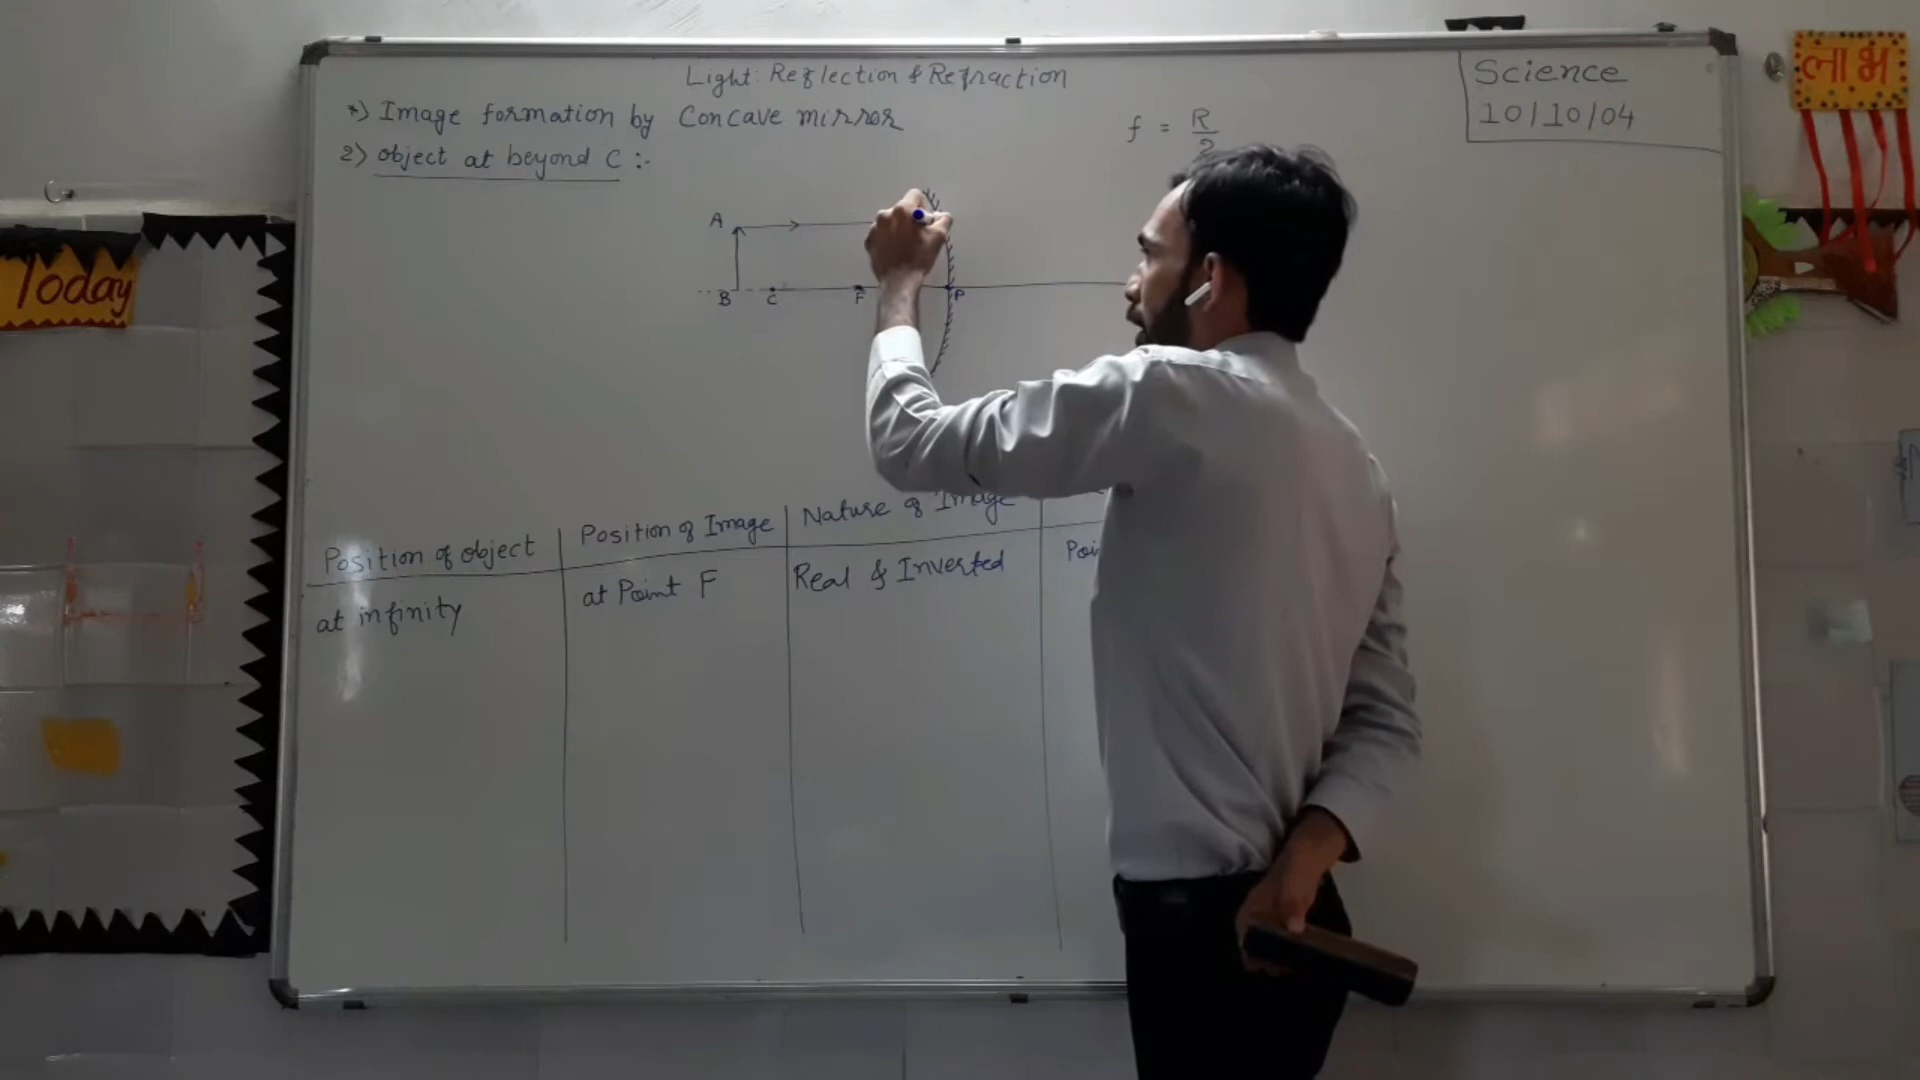 Light: Reflection & Refraction
*) Image formation by Concave mirror
2) object at beyond C :-
f = R
2
Science
10/10/04
लाभ
Today
A
B C F P
Position of object
Position of Image
Nature of Image
at infinity
at Point F
Real & Inverted